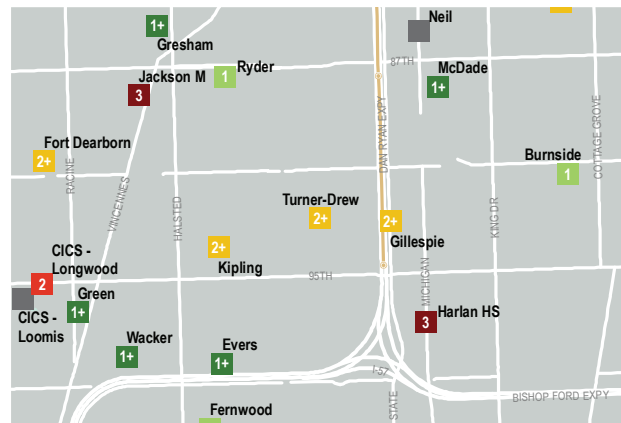 1+
Gresham
Neil
87TH
Jackson M
3
Ryder
1
McDade
1+
Fort Dearborn
2+
RACINE
VINCENNES
HALSTED
DAN RYAN EXPY
COTTAGE GROVE
Burnside
1
Turner-Drew
2+
2+
Gillespie
KING DR
CICS -
Longwood
2
2+
Kipling
95TH
MICHIGAN
Green
1+
CICS -
Loomis
Harlan HS
3
Wacker
1+
Evers
1+
I-57
STATE
BISHOP FORD EXPY
Fernwood